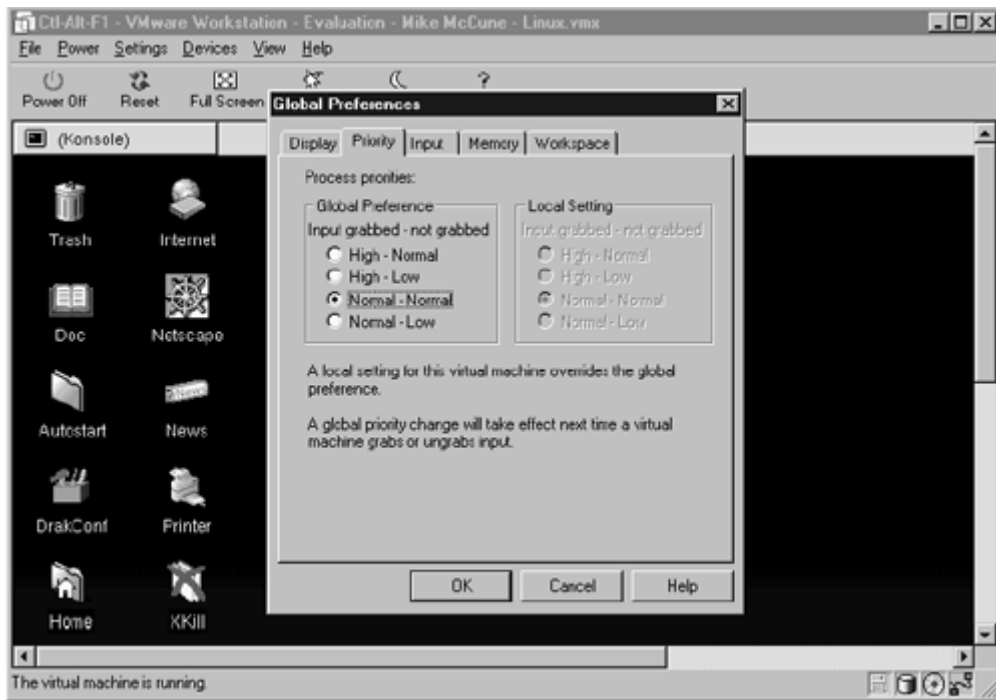 Ctl-Alt-F1 - VMware Workstation - Evaluation - Mike McCune - Linux.vmx
File Power Settings Devices View Help
Power Off Reset Full Screen
Global Preferences
(Konsole)
Display Priority Input Memory Workspace
Process priorities:
Global Preference
Local Setting
Input grabbed - not grabbed
Input grabbed - not grabbed
High - Normal
High - Normal
High - Low
High - Low
Normal - Normal
Normal - Normal
Normal - Low
Normal - Low
A local setting for this virtual machine overrides the global
preference.
A global priority change will take effect next time a virtual
machine grabs or ungrabs input.
OK Cancel Help
Trash Internet
Doc Netscape
Autostart News
DrakConf Printer
Home XKill
The virtual machine is running.